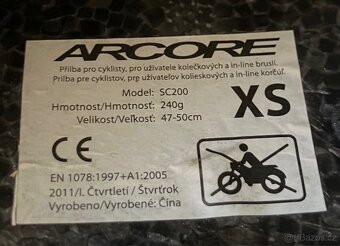 ARCORE
Přilba pro cyklisty, pro uživatele kolečkových a in-line bruslí.
Prilba pre cyklistov, pre užívateľov kolieskových a in-line korčúľ.
Model: SC200
Hmotnost/Hmotnosť: 240g
Velikost/Veľkosť: 47-50cm
XS
CE
EN 1078:1997+A1:2005
2011/I. Čtvrtletí / Štvrťrok
Vyrobeno/Vyrobené: Čína